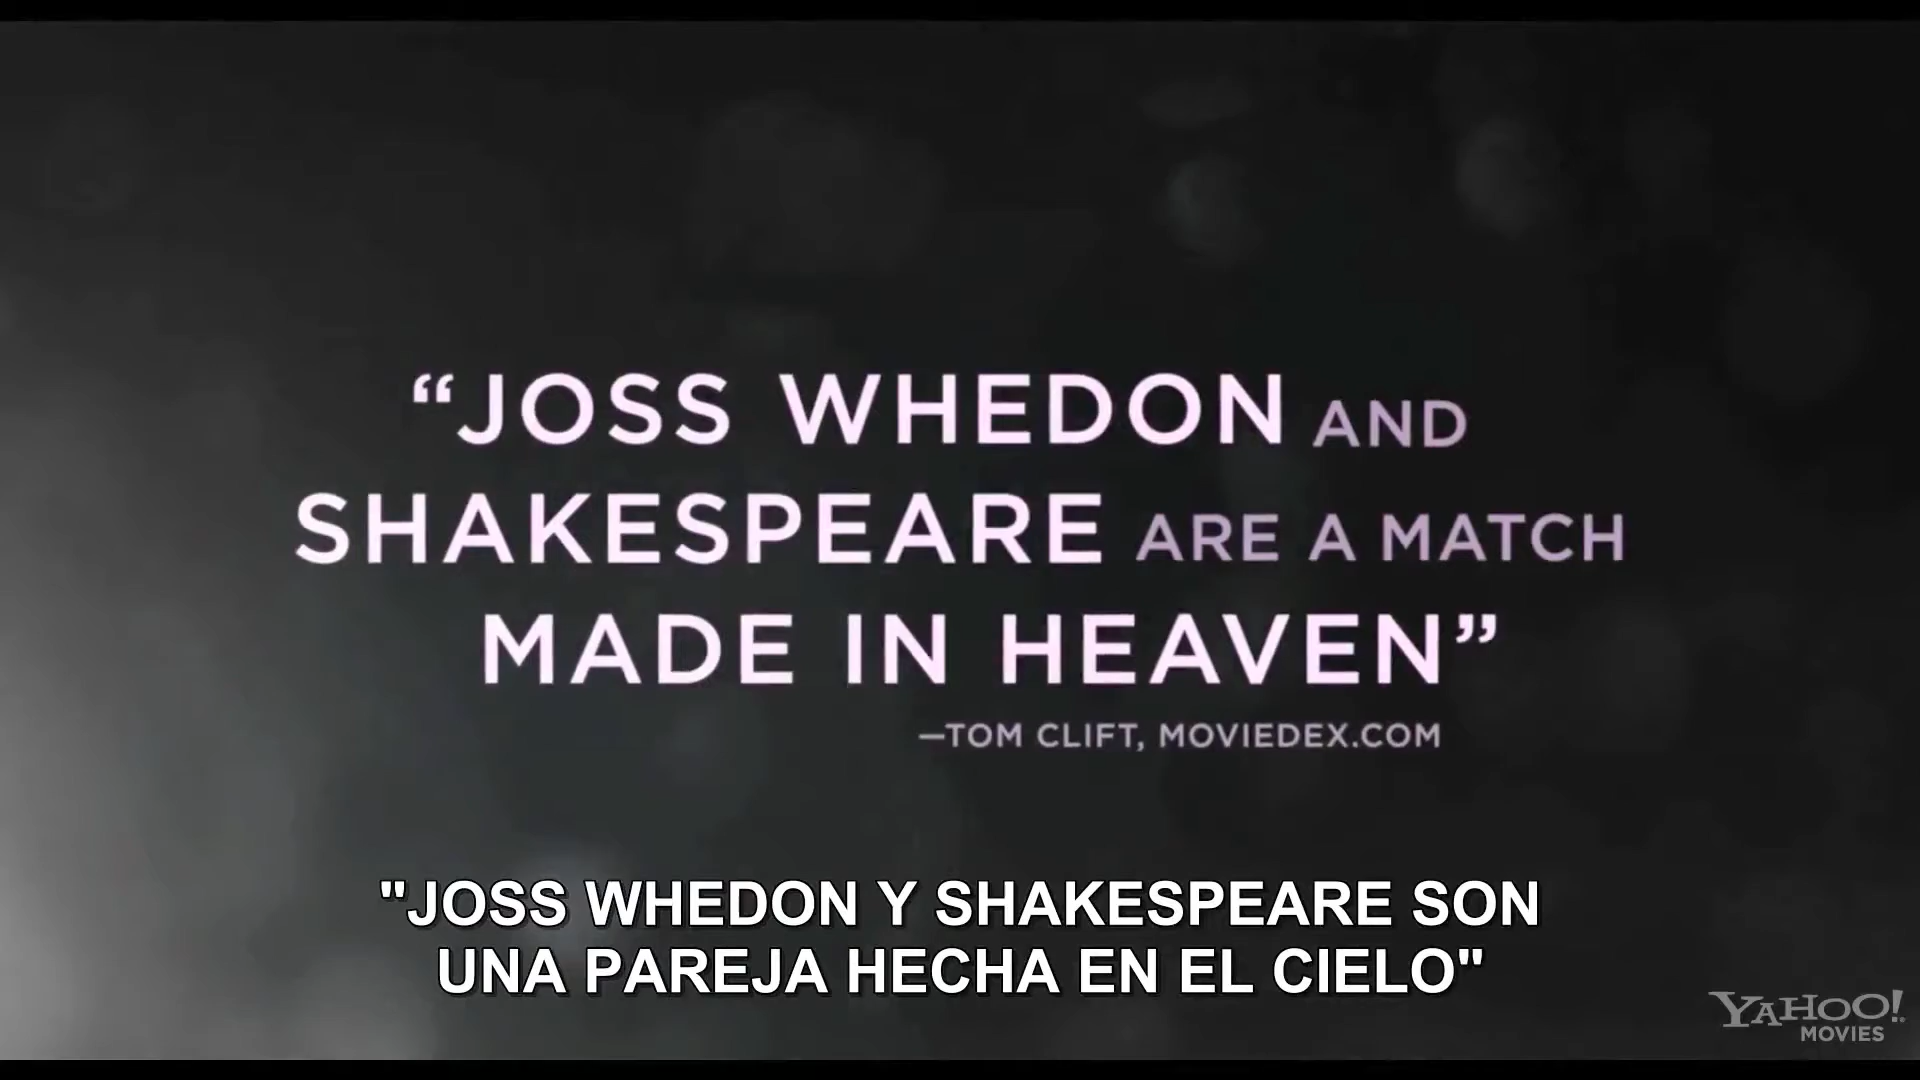 “JOSS WHEDON AND
SHAKESPEARE ARE A MATCH
MADE IN HEAVEN”
—TOM CLIFT, MOVIEDEX.COM
"JOSS WHEDON Y SHAKESPEARE SON
UNA PAREJA HECHA EN EL CIELO"
YAHOO!
MOVIES